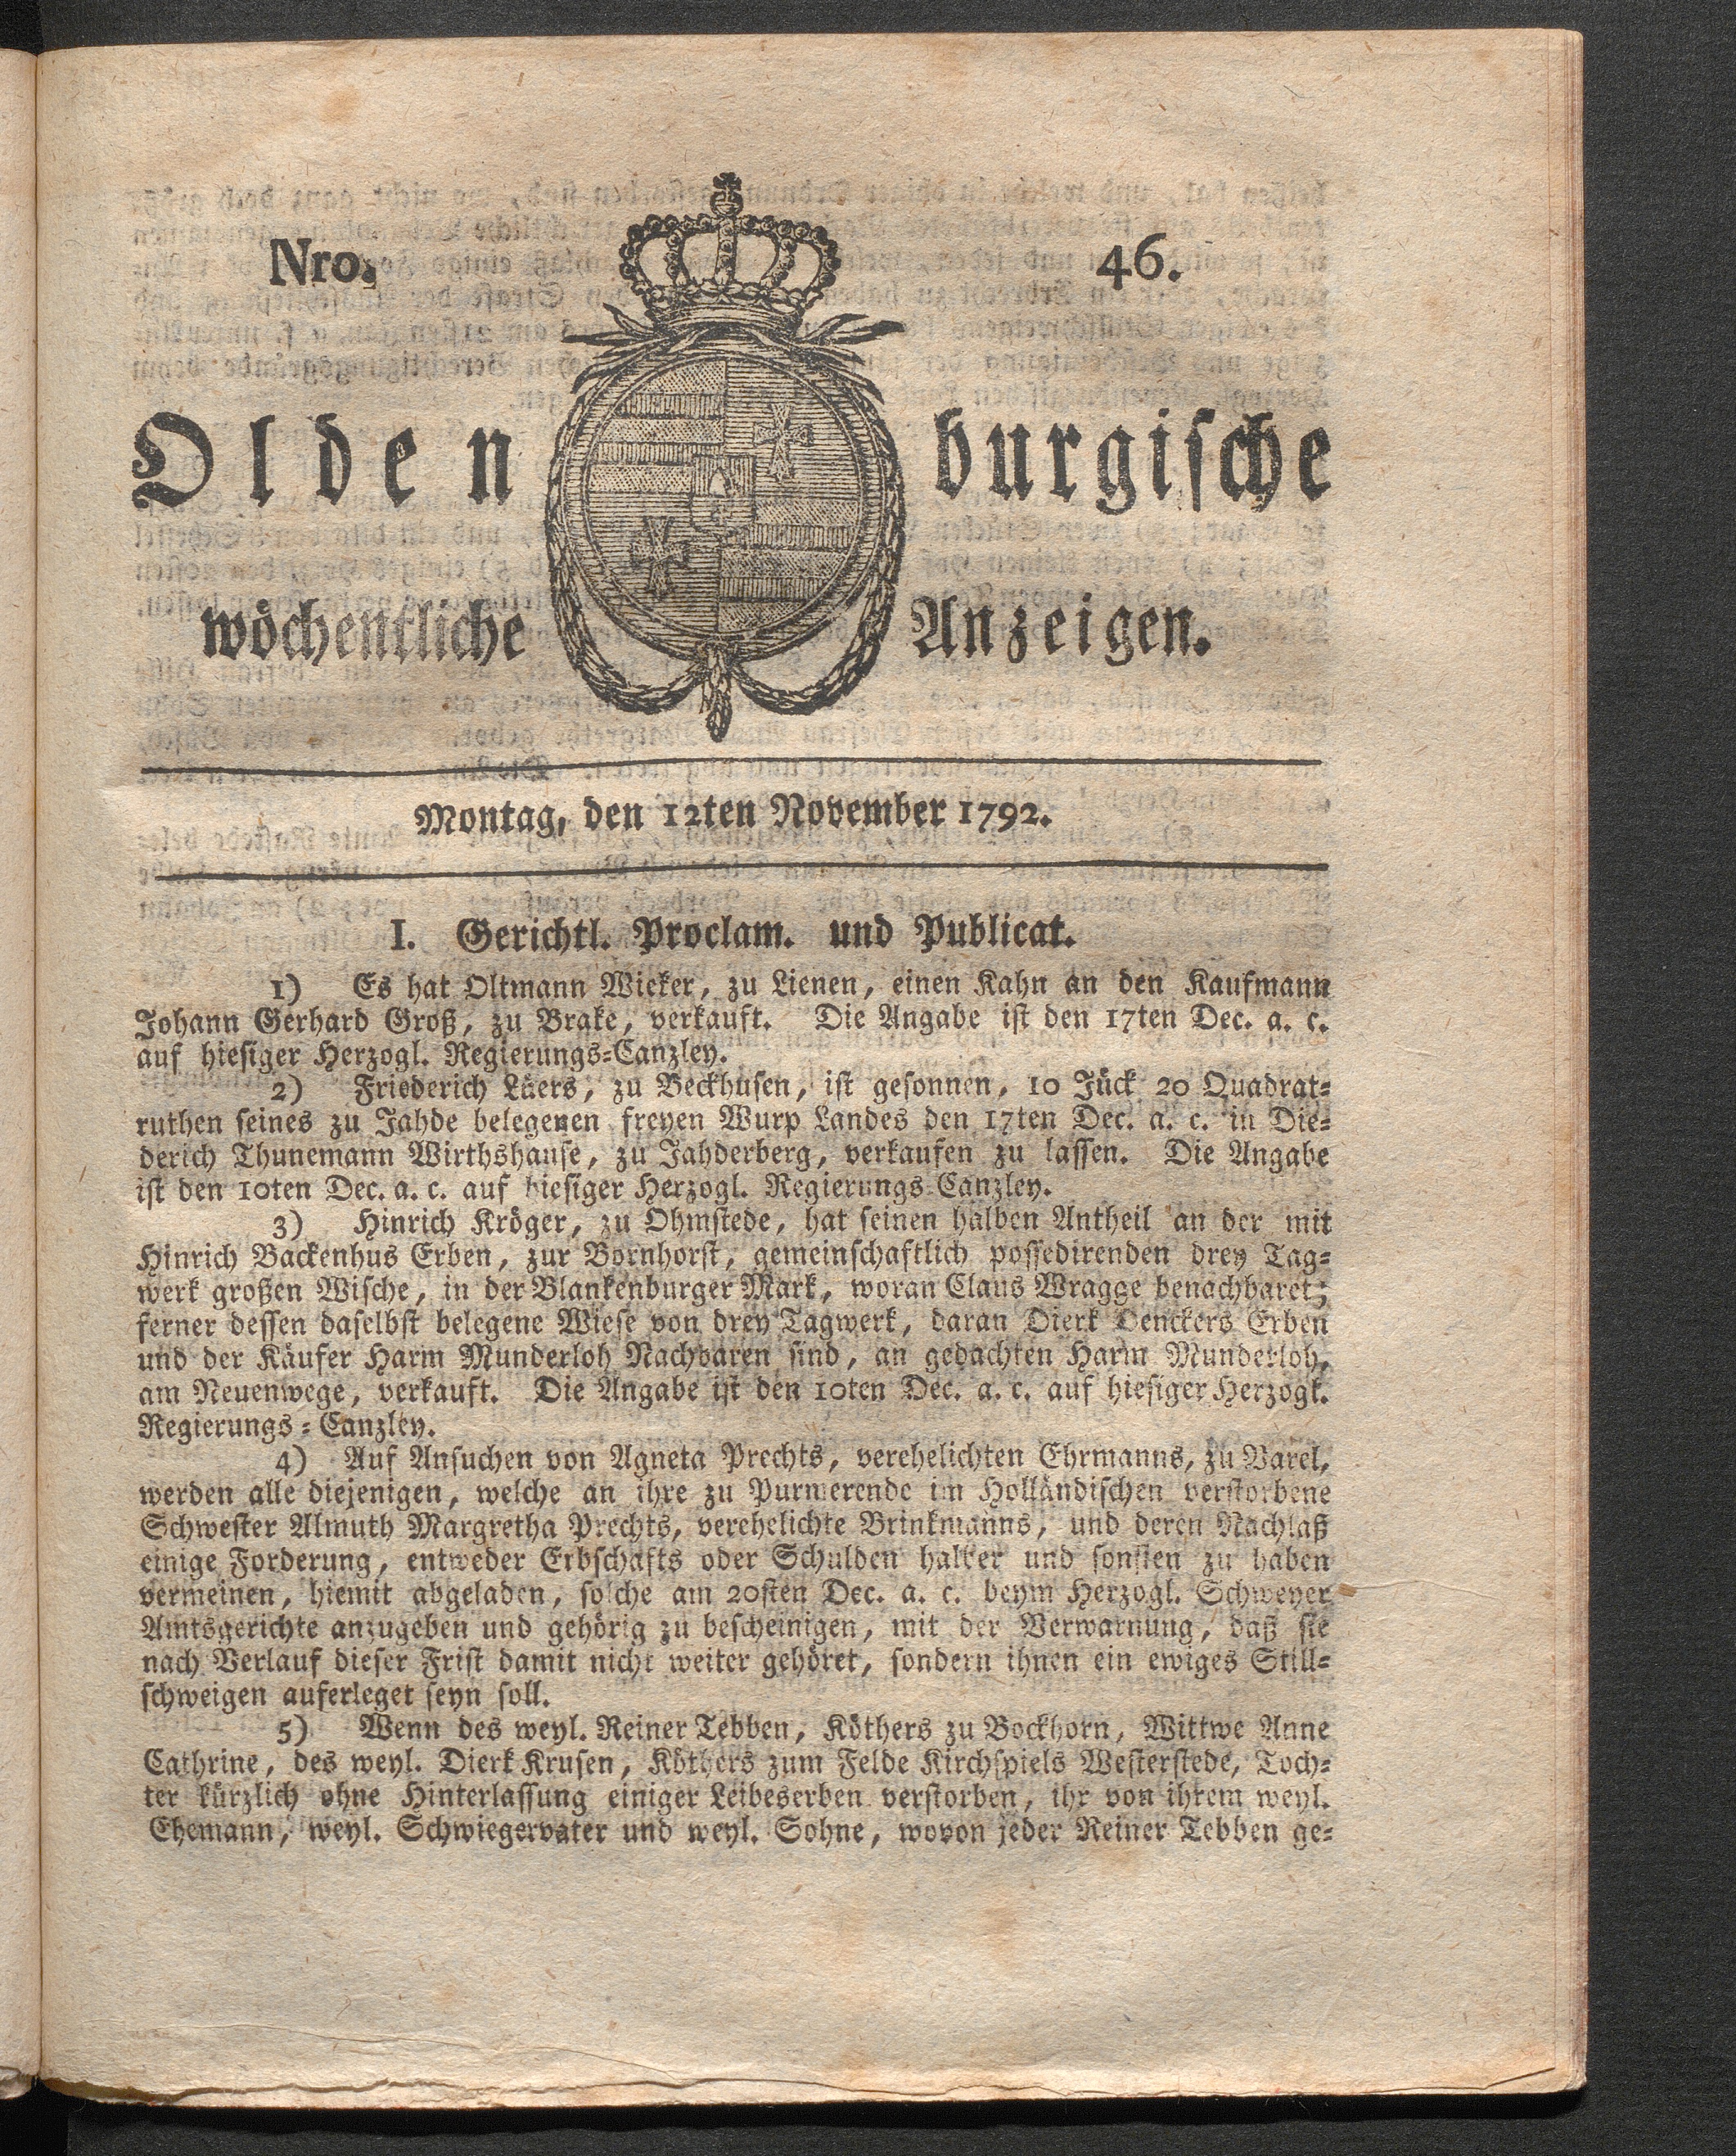 Nro. 46.
Oldenburgische
wöchentliche Anzeigen.
Montag, den 12ten November 1792.
I. Gerichtl. Proclam. und Publicat.
1) Es hat Oltmann Wieker, zu Lienen, einen Kahn an den Kaufmann
Johann Gerhard Groß, zu Brake, verkauft. Die Angabe ist den 17ten Dec. a. c.
auf hiesiger Herzogl. Regierungs-Canzley.
2) Friederich Lüers, zu Beckhusen, ist gesonnen, 10 Jück 20 Quadrat-
ruthen seines zu Jahde belegenen freyen Wurp Landes den 17ten Dec. a. c. in Die-
derich Thunemann Wirthshause, zu Jahderberg, verkaufen zu lassen. Die Angabe
ist den 10ten Dec. a. c. auf hiesiger Herzogl. Regierungs-Canzley.
3) Hinrich Kröger, zu Ohmstede, hat seinen halben Antheil an der mit
Hinrich Backenhus Erben, zur Bornhorst, gemeinschaftlich possedirenden drey Tag-
werk großen Wische, in der Blankenburger Mark, woran Claus Wragge benachbaret;
ferner dessen daselbst belegene Wiese von drey Tagwerk, daran Dierk Denckers Erben
und der Käufer Harm Munderloh Nachbaren sind, an gedachten Harm Munderloh,
am Neuenwege, verkauft. Die Angabe ist den 10ten Dec. a. c. auf hiesiger Herzogl.
Regierungs-Canzley.
4) Auf Ansuchen von Agneta Prechts, verehelichten Ehrmanns, zu Varel,
werden alle diejenigen, welche an ihre zu Purmerende im Holländischen verstorbene
Schwester Almuth Margretha Prechts, verehelichte Brinkmanns, und deren Nachlaß
einige Forderung, entweder Erbschafts oder Schulden halber und sonsten zu haben
vermeinen, hiemit abgeladen, solche am 20sten Dec. a. c. beym Herzogl. Schweyer
Amtsgerichte anzugeben und gehörig zu bescheinigen, mit der Verwarnung, daß sie
nach Verlauf dieser Frist damit nicht weiter gehöret, sondern ihnen ein ewiges Still-
schweigen auferleget seyn soll.
5) Wenn des weyl. Reiner Tebben, Köthers zu Bockhorn, Wittwe Anne
Cathrine, des weyl. Dierk Krusen, Köthers zum Felde Kirchspiels Westerstede, Toch-
ter kürzlich ohne Hinterlassung einiger Leibeserben verstorben, ihr von ihrem weyl.
Ehemann, weyl. Schwiegervater und weyl. Sohne, wovon jeder Reiner Tebben ge-